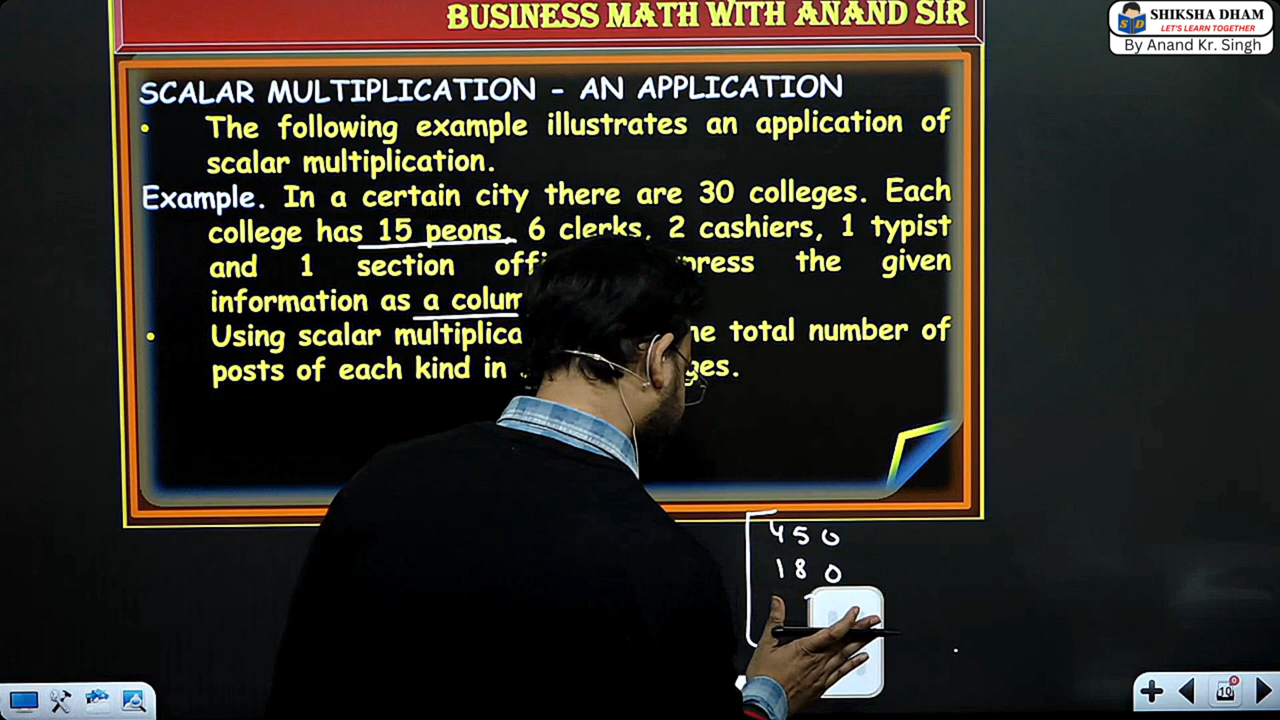 BUSINESS MATH WITH ANAND SIR
SHIKSHA DHAM
LET'S LEARN TOGETHER
By Anand Kr. Singh
SCALAR MULTIPLICATION - AN APPLICATION
• The following example illustrates an application of
scalar multiplication.
Example. In a certain city there are 30 colleges. Each
college has 15 peons, 6 clerks, 2 cashiers, 1 typist
and 1 section the given
information as a
• Using scalar total number of
posts of each kind in
450
180
10